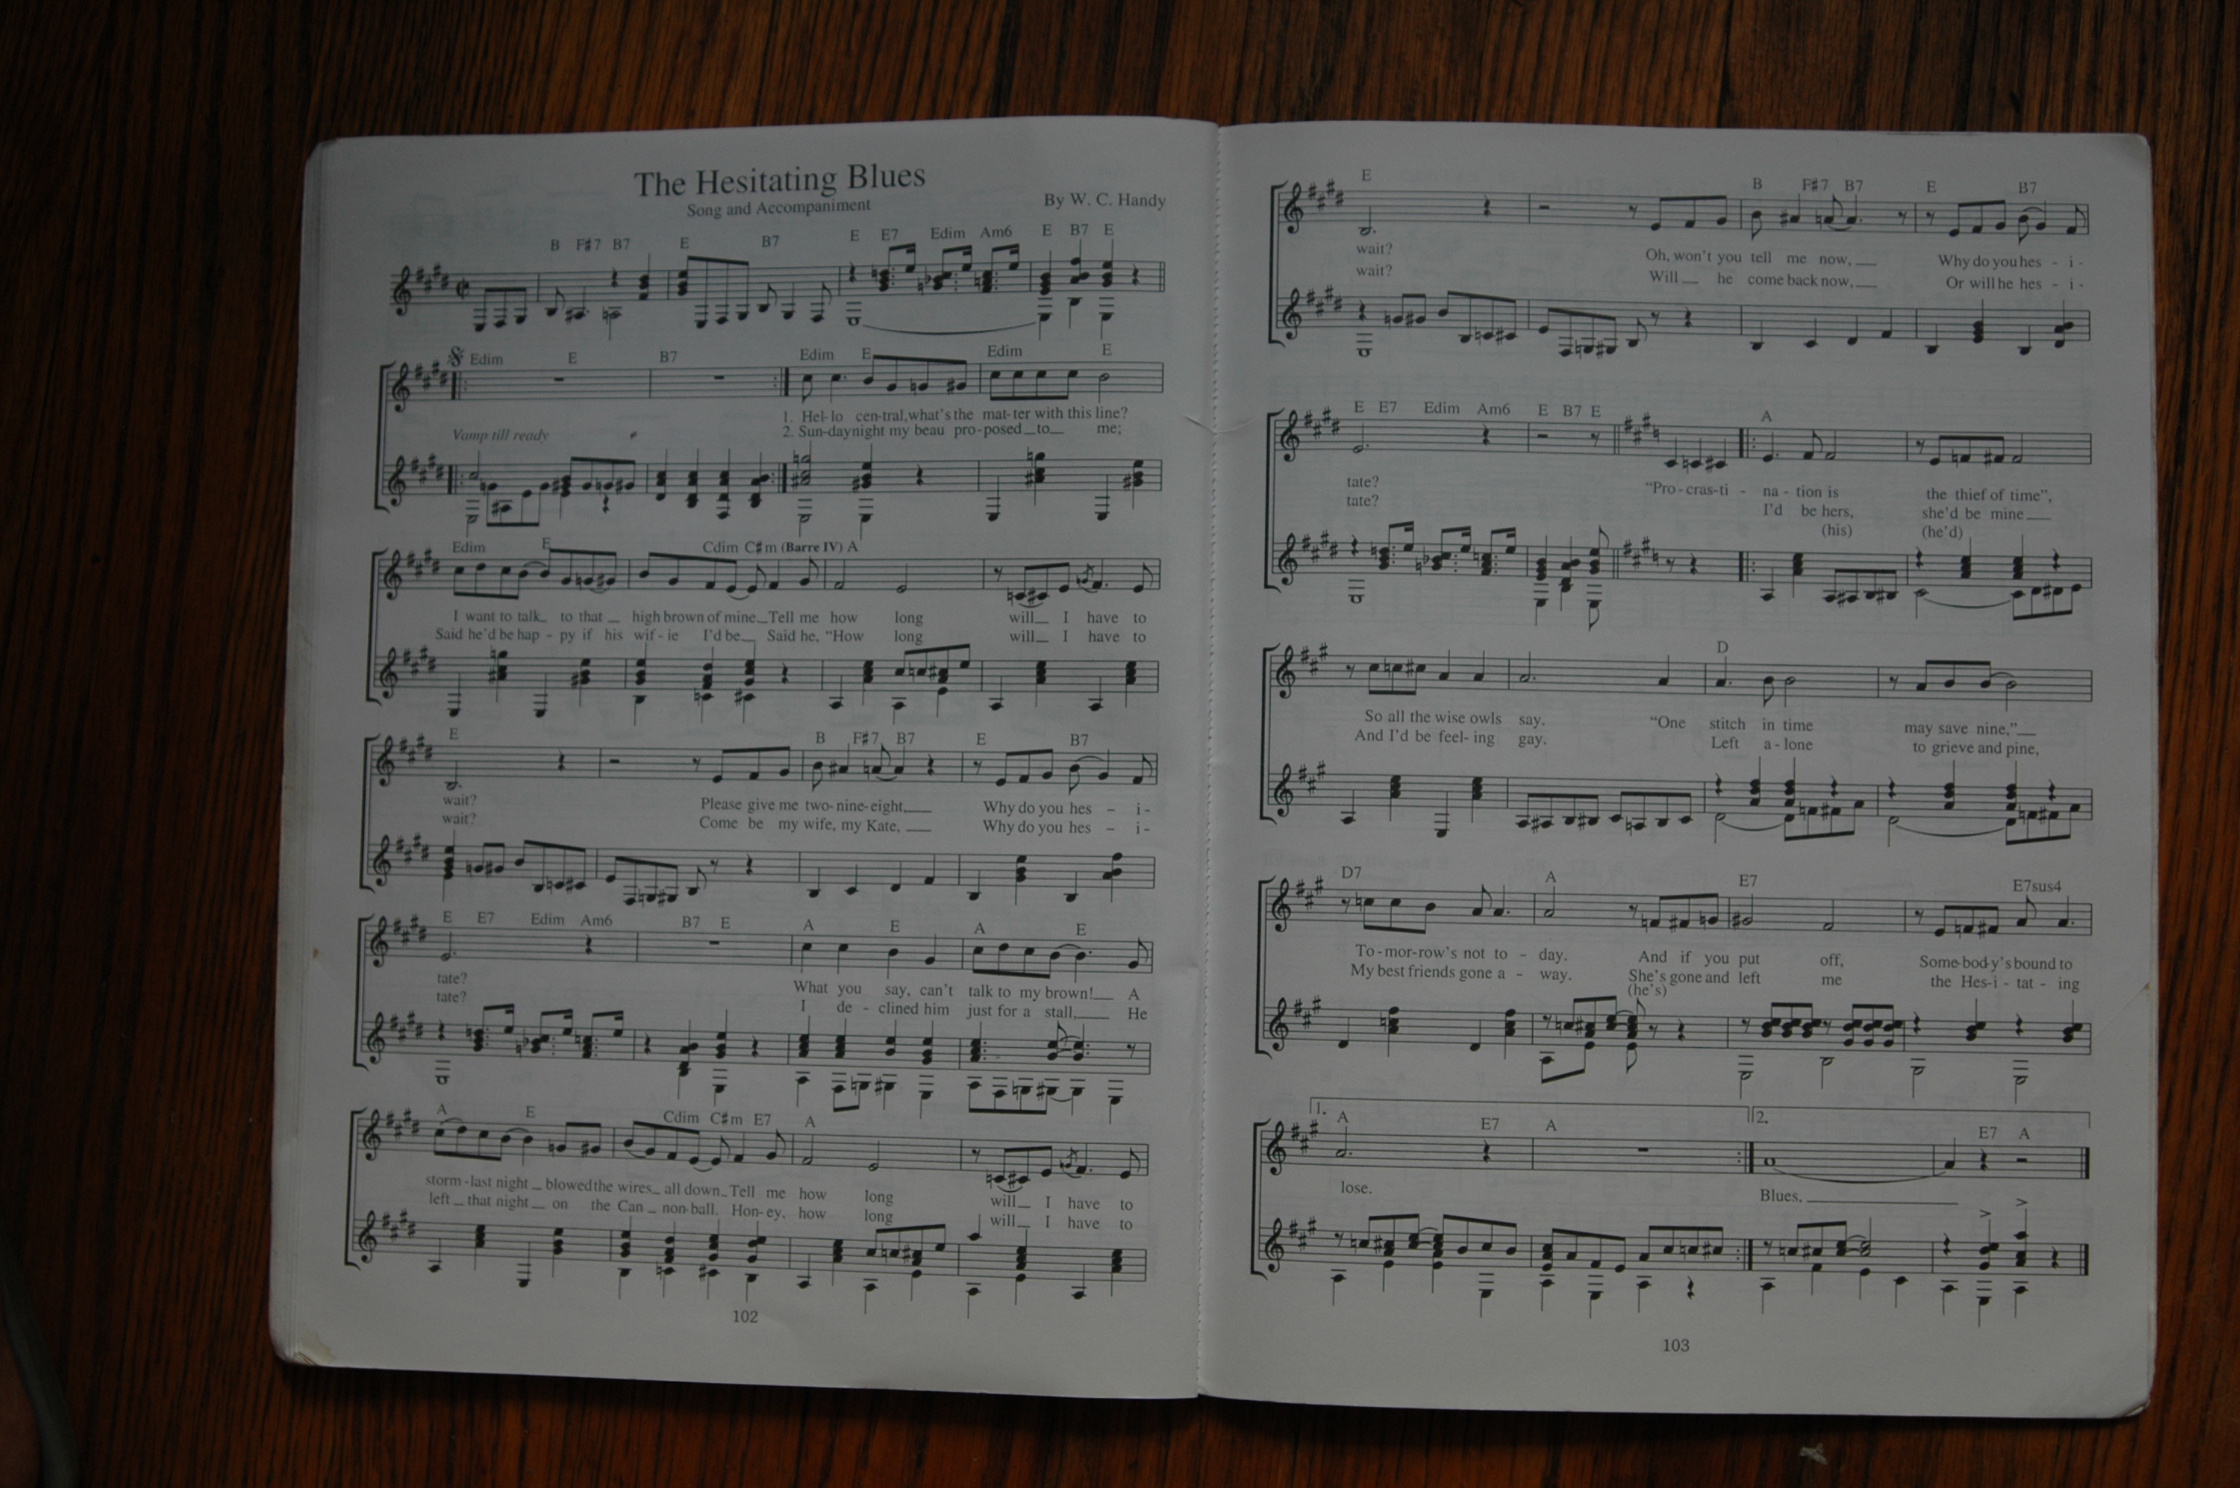 The Hesitating Blues
Song and Accompaniment
By W. C. Handy
B F#7 B7 E B7 E E7 Edim Am6 E B7 E
Edim E B7 Edim E Edim E
1. Hel-lo cen-tral, what's the mat-ter with this line?
2. Sun-day night my beau pro-posed to me;
Vamp till ready
Edim E Cdim C#m (Barre IV) A
I want to talk to that high brown of mine Tell me how long will I have to
Said he'd be hap - py if his wif - ie I'd be Said he, "How long will I have to
E B F#7 B7 E B7
wait? Please give me two-nine-eight, Why do you hes - i -
wait? Come be my wife, my Kate, Why do you hes - i -
E E7 Edim Am6 B7 E A E A E
tate? What you say, can't talk to my brown! A
tate? I de - clined him just for a stall, He
A E Cdim C#m E7 A
storm - last night blowed the wires all down Tell me how long will I have to
left that night on the Can non-ball. Hon-ey, how long will I have to
102
E B F#7 B7 E B7
wait? Oh, won't you tell me now, Why do you hes - i -
wait? Will he come back now, Or will he hes - i -
E E7 Edim Am6 E B7 E A
tate? "Pro - cras-ti - na - tion is the thief of time",
tate? I'd be hers, she'd be mine
(his) (he'd)
D
So all the wise owls say. "One stitch in time may save nine,"
And I'd be feel- ing gay. Left a - lone to grieve and pine,
D7 A E7 E7sus4
To - mor-row's not to - day. And if you put off, Some-bod-y's bound to
My best friends gone a - way. She's gone and left me the Hes-i - tat - ing
(he's)
1. A E7 A 2. E7 A
lose. Blues.
103